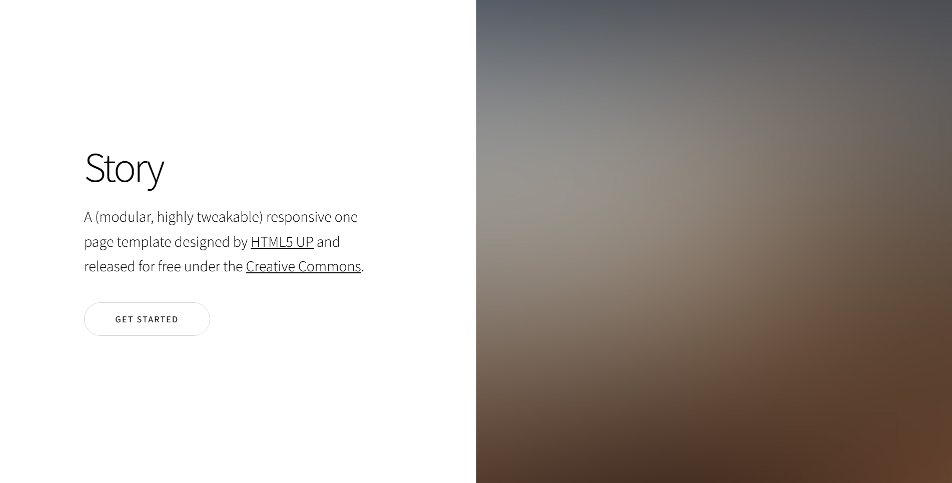 Story
A (modular, highly tweakable) responsive one
page template designed by HTML5 UP and
released for free under the Creative Commons.
GET STARTED